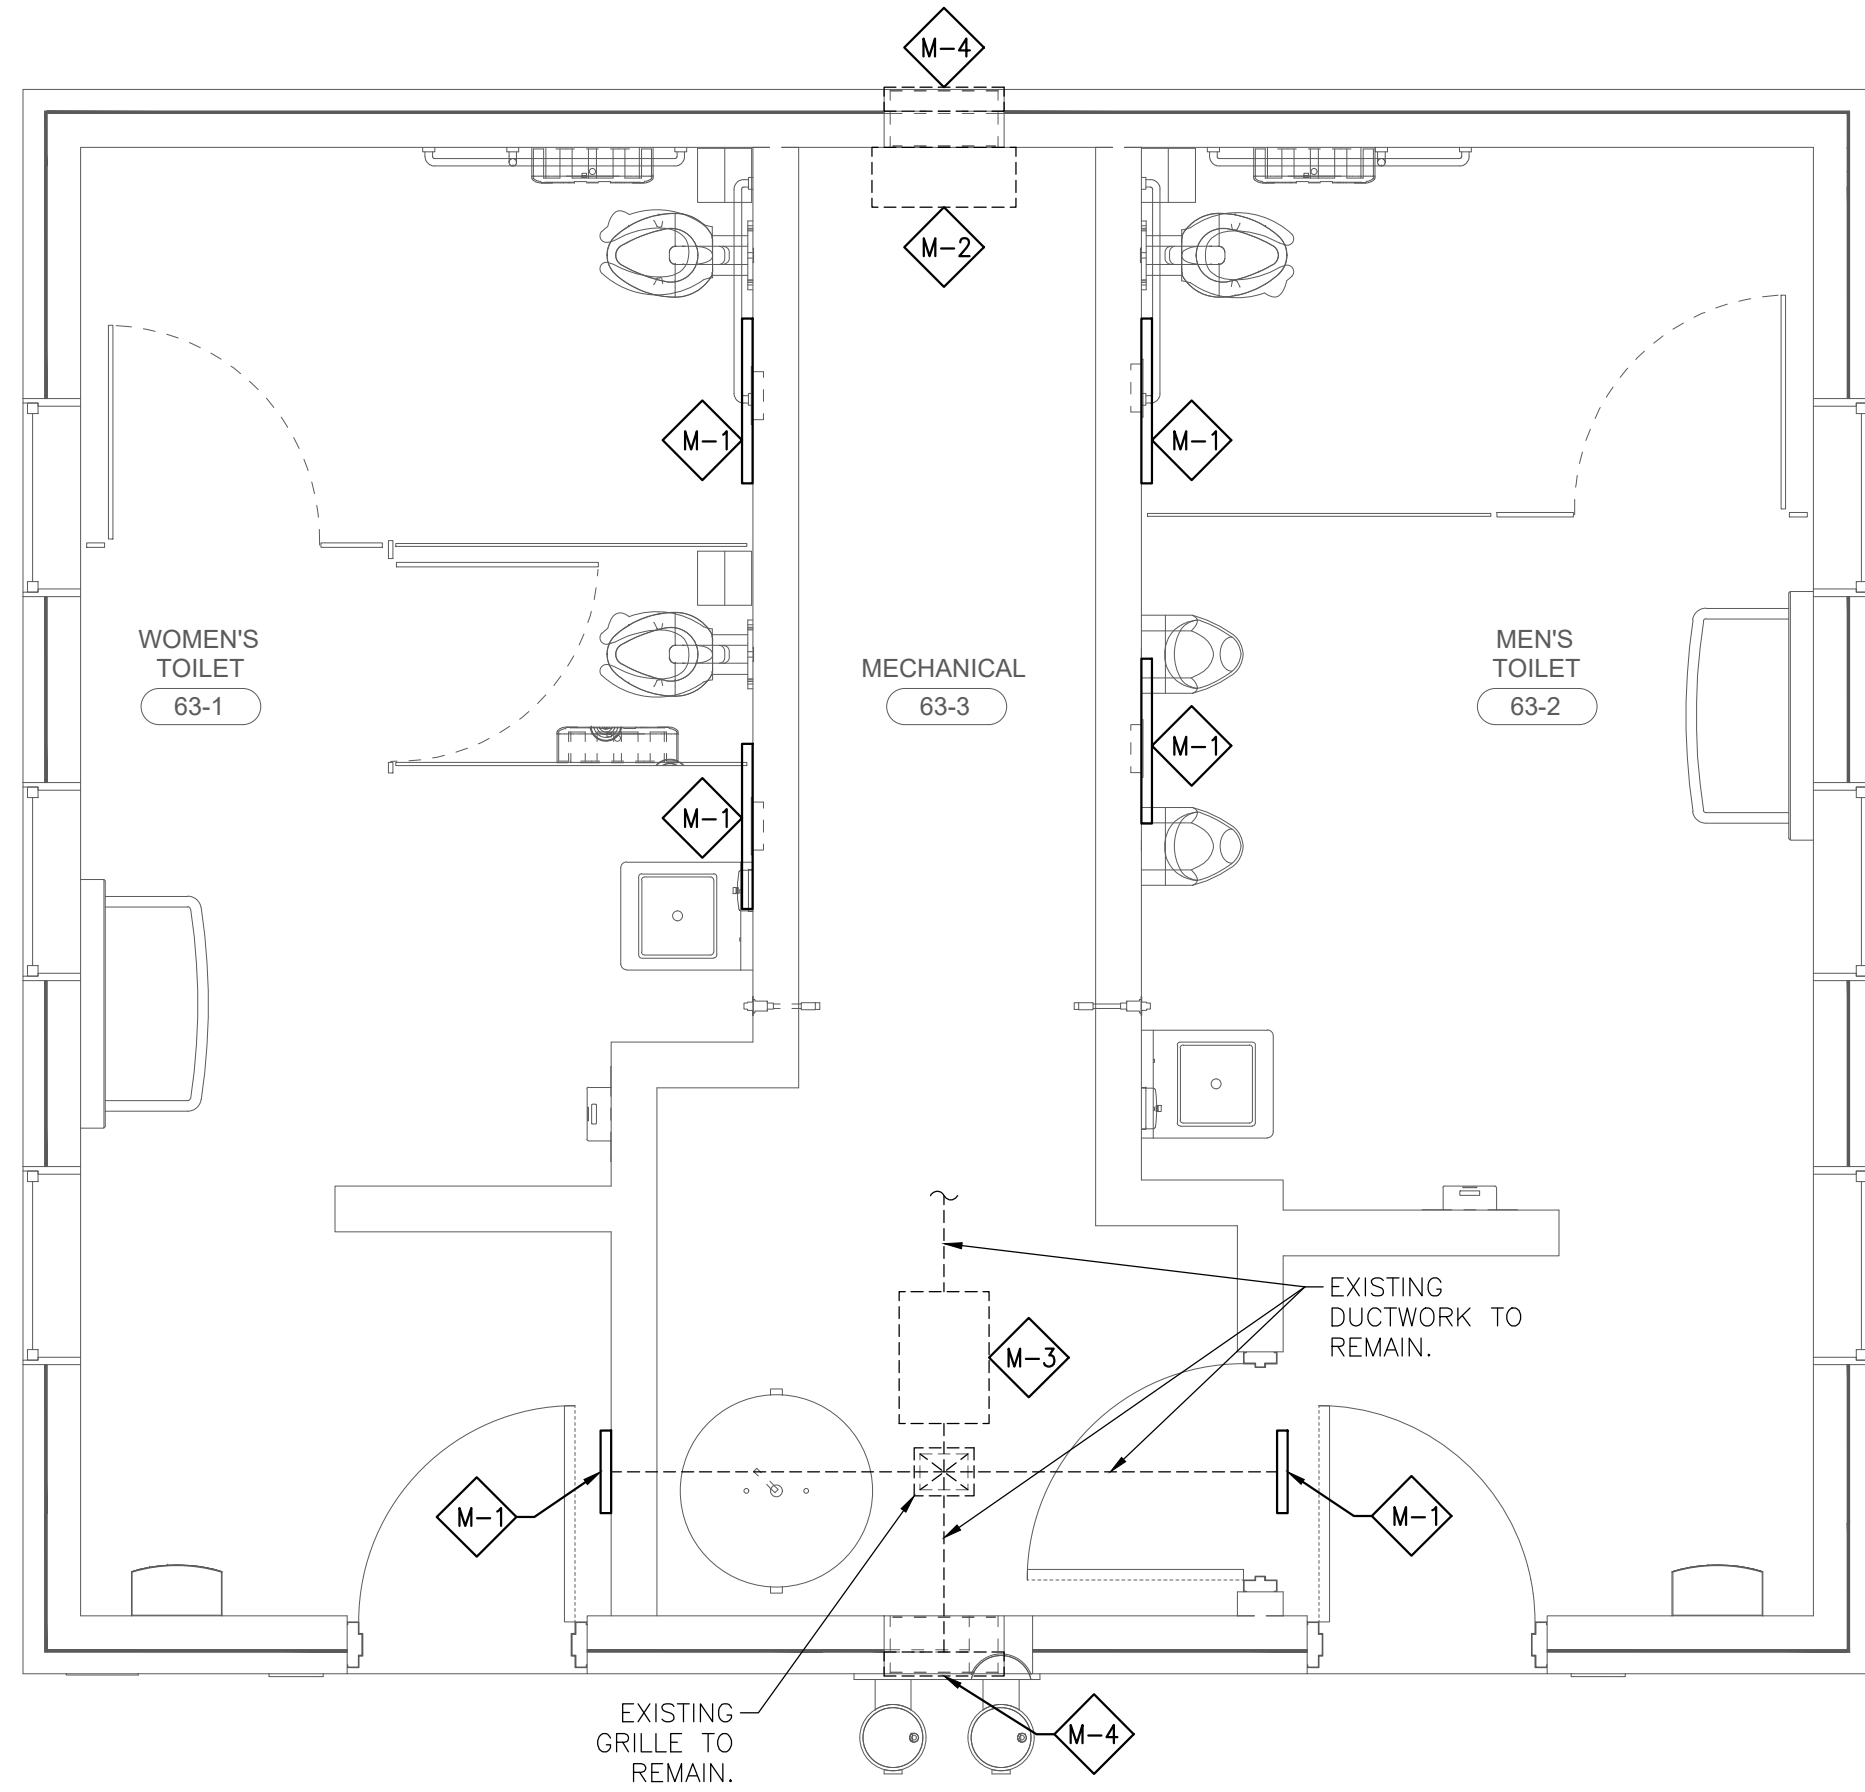 M-4
M-2
M-1
M-1
WOMEN'S
TOILET
63-1
MECHANICAL
63-3
MEN'S
TOILET
63-2
M-1
M-1
EXISTING
DUCTWORK TO
REMAIN.
M-3
M-1
M-1
EXISTING
GRILLE TO
REMAIN.
M-4